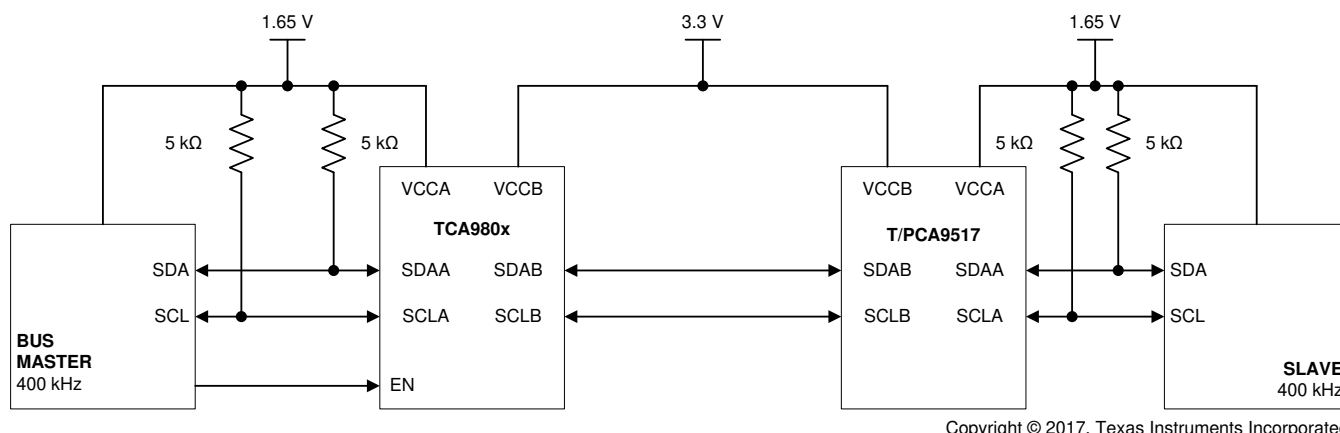 1.65 V
3.3 V
1.65 V
5 kΩ
5 kΩ
5 kΩ
5 kΩ
VCCA VCCB
VCCB VCCA
TCA980x
T/PCA9517
SDA
SDAA SDAB
SDAB SDAA
SDA
SCL
SCLA SCLB
SCLB SCLA
SCL
BUS
MASTER
400 kHz
EN
SLAVE
400 kHz
Copyright © 2017, Texas Instruments Incorporated